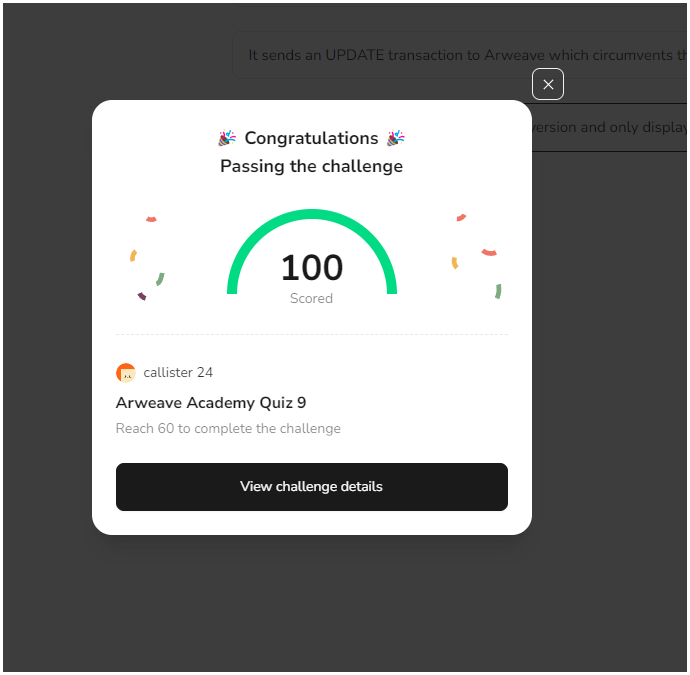 It sends an UPDATE transaction to Arweave which circumvents
version and only display
Congratulations
Passing the challenge
100
Scored
callister 24
Arweave Academy Quiz 9
Reach 60 to complete the challenge
View challenge details